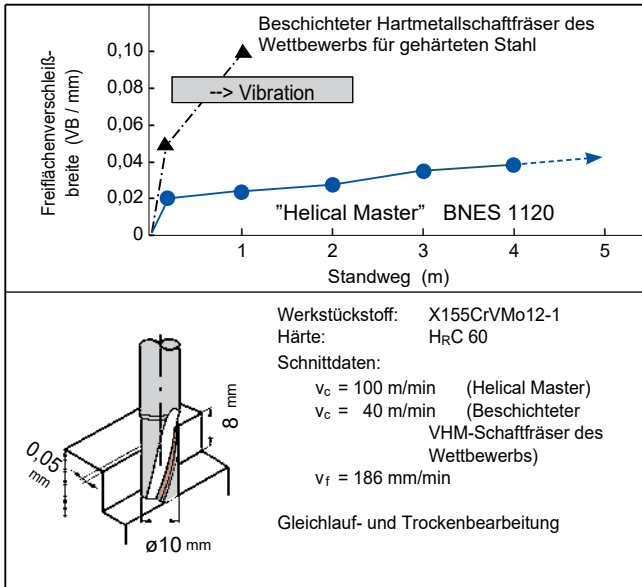 Beschichteter Hartmetallschaftfräser des
Wettbewerbs für gehärteten Stahl
Freiflächenverschleiß-
breite (VB / mm)
0,10
0,08
0,06
0,04
0.02
0
--> Vibration
"Helical Master" BNES 1120
1 2 3 4 5
Standweg (m)
Werkstückstoff: X155CrVMo12-1
Härte: HRC 60
Schnittdaten:
vc = 100 m/min (Helical Master)
vc = 40 m/min (Beschichteter
VHM-Schaftfräser des
Wettbewerbs)
vf = 186 mm/min
Gleichlauf- und Trockenbearbeitung
8 mm
0,05
mm
ø10 mm